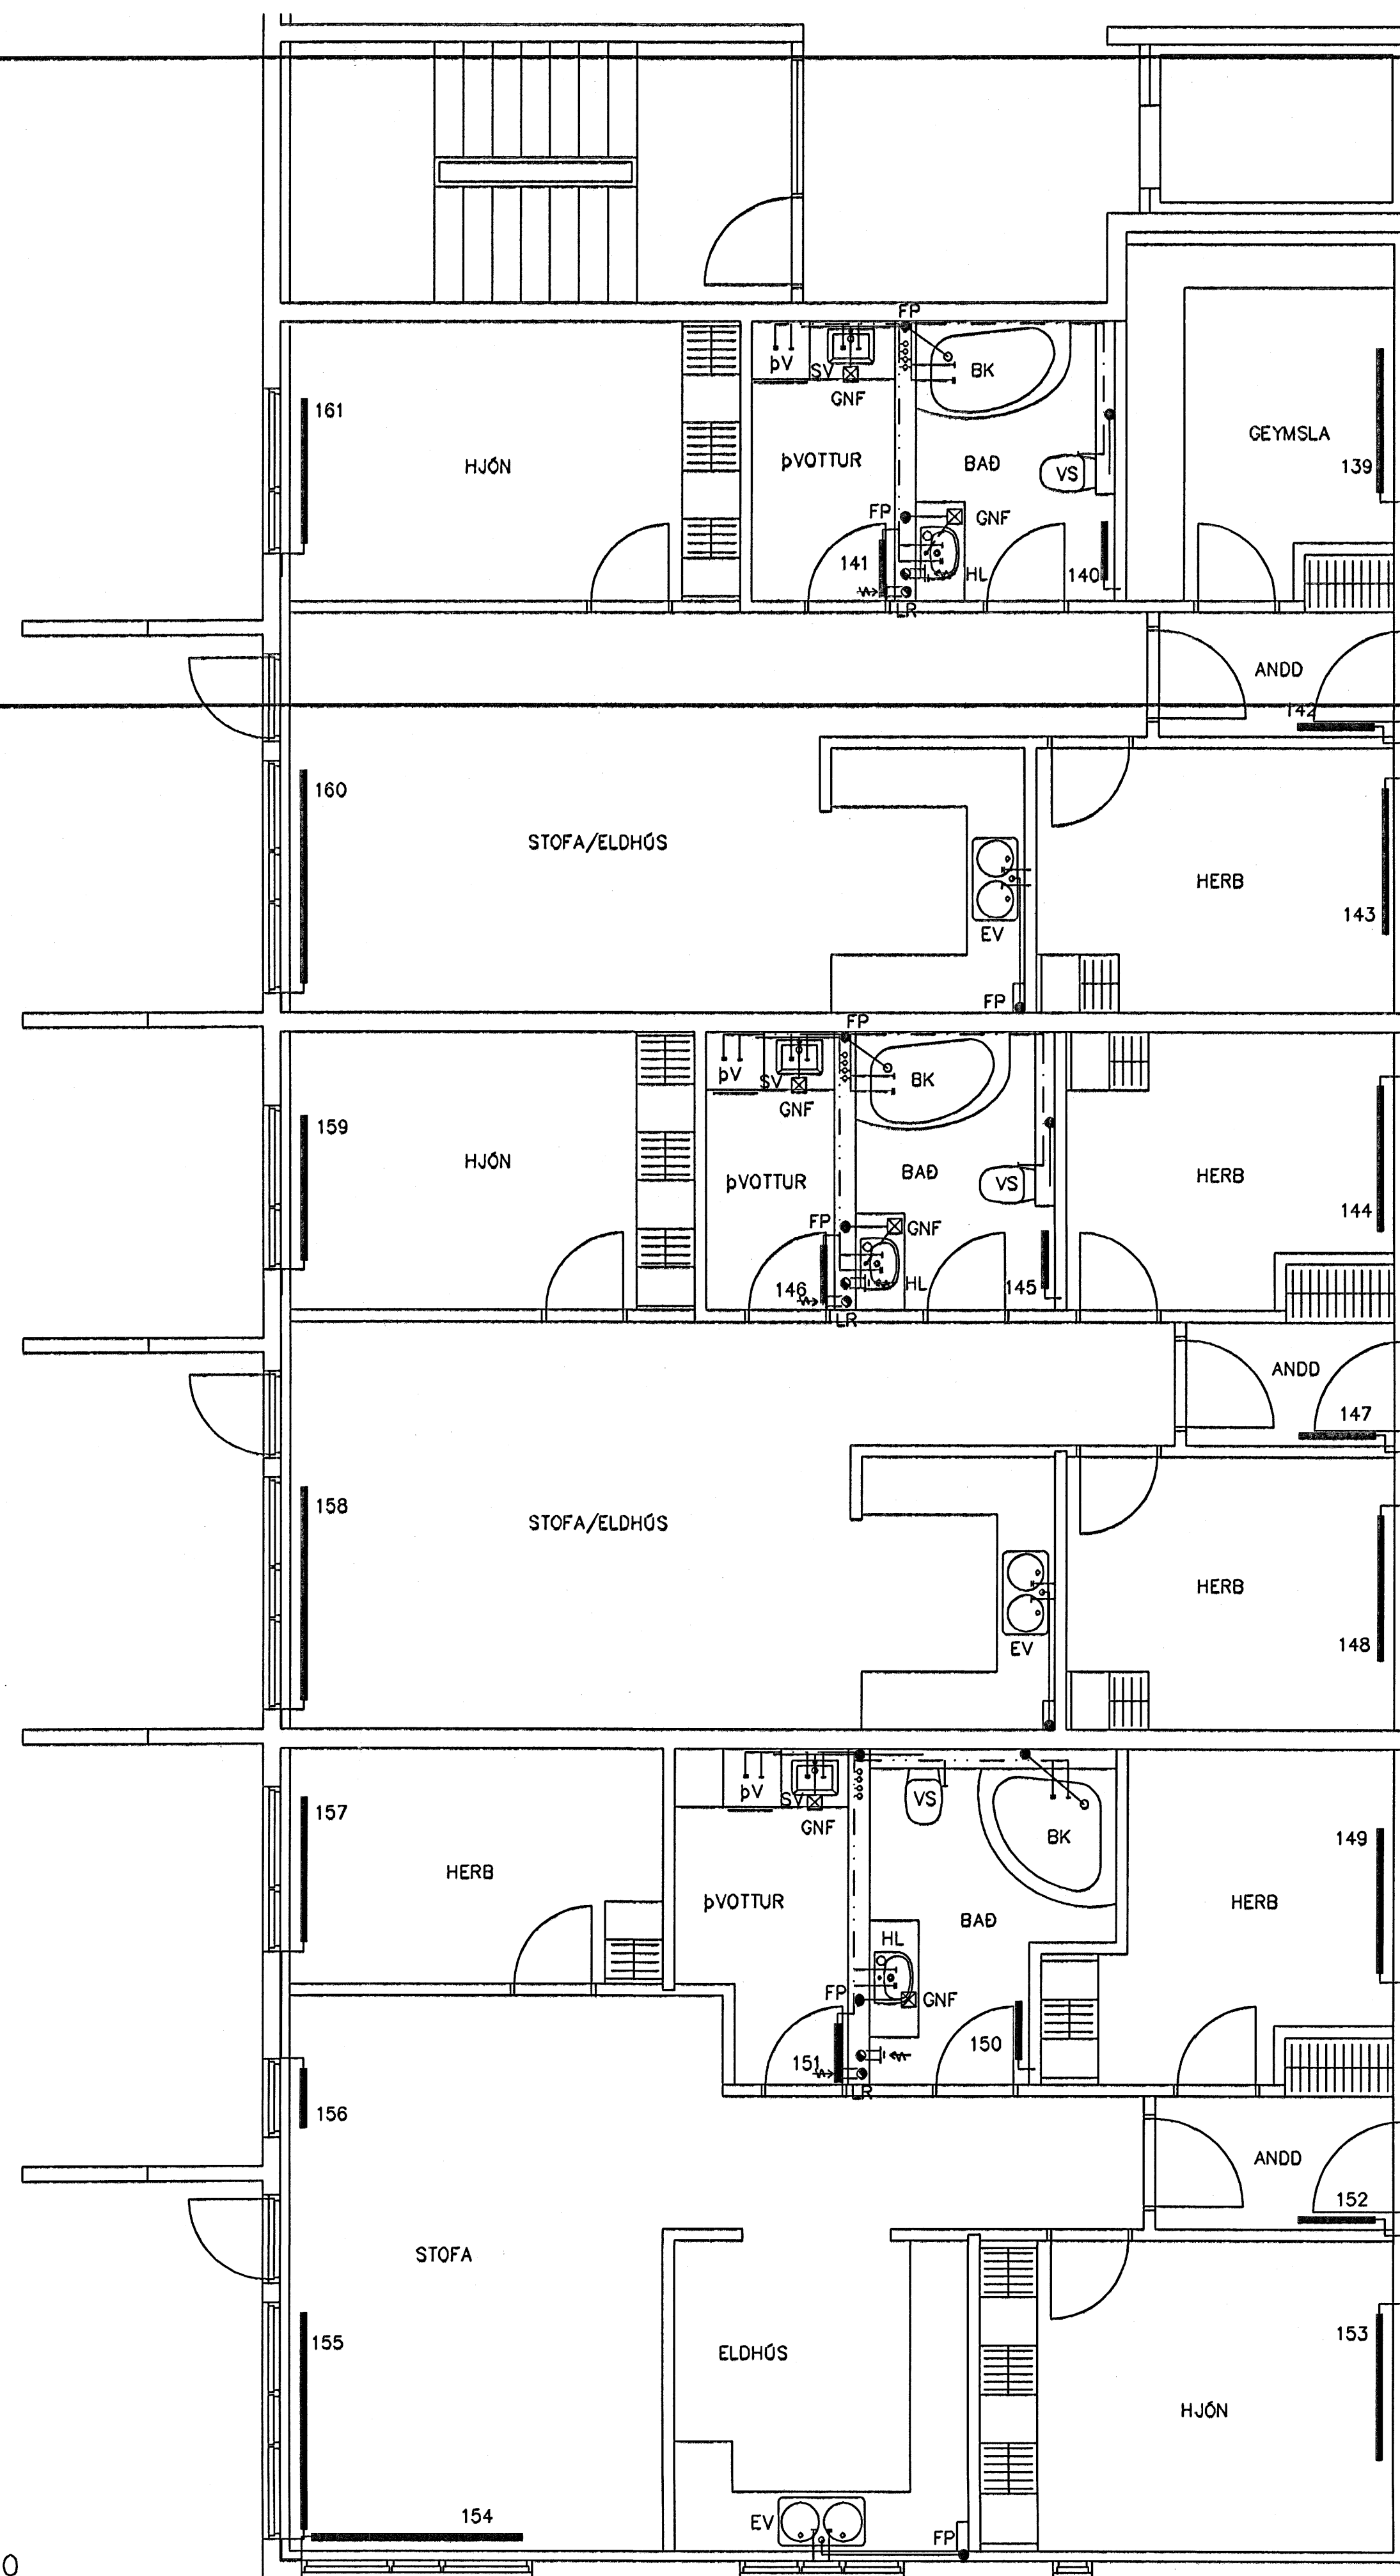 FP
þV
SV
BK
GNF
161
HJÓN
þVOTTUR
BAÐ
VS
GEYMSLA
139
FP
GNF
141
HL
140
LR
ANDD
142
160
STOFA/ELDHÚS
HERB
143
EV
FP
FP
þV
SV
BK
GNF
159
HJÓN
þVOTTUR
BAÐ
VS
HERB
144
FP
GNF
146
HL
145
LR
ANDD
147
158
STOFA/ELDHÚS
HERB
148
EV
157
þV
SV
VS
GNF
BK
149
HERB
þVOTTUR
BAÐ
HERB
HL
FP
GNF
151
150
LR
156
ANDD
152
STOFA
155
ELDHÚS
153
HJÓN
154
EV
FP
0